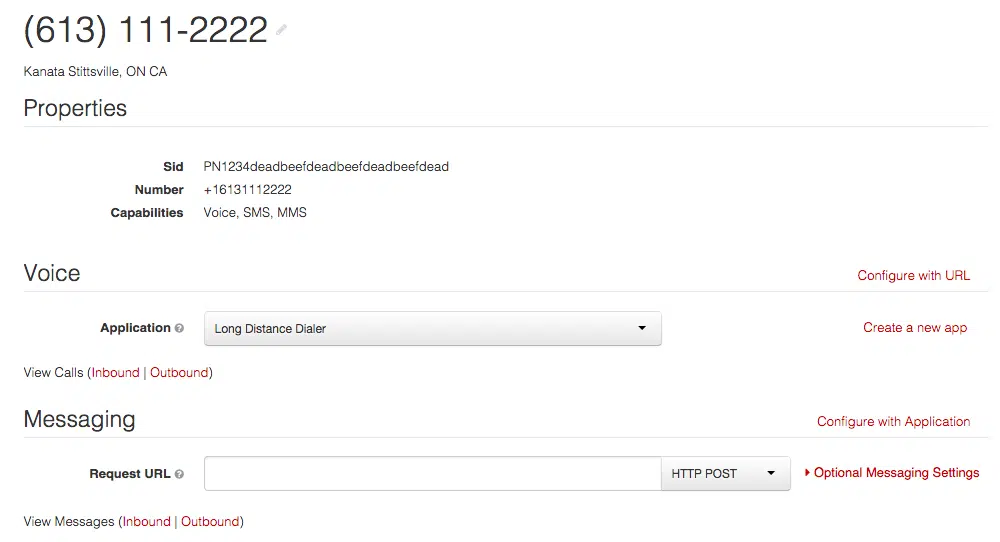 (613) 111-2222
Kanata Stittsville, ON CA
Properties
Sid PN1234deadbeefdeadbeefdeadbeefdead
Number +16131112222
Capabilities Voice, SMS, MMS
Voice Configure with URL
Application ? Long Distance Dialer Create a new app
View Calls (Inbound | Outbound)
Messaging Configure with Application
Request URL ? HTTP POST Optional Messaging Settings
View Messages (Inbound | Outbound)